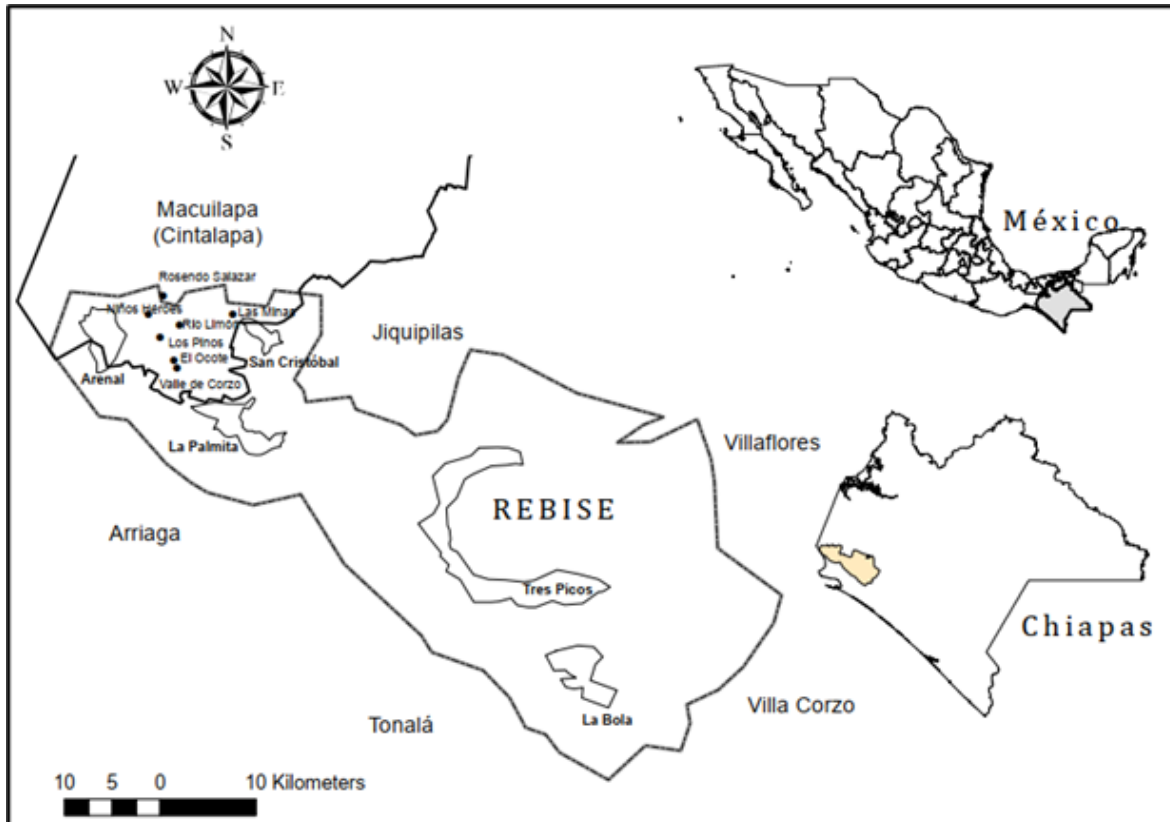 N
W E
S
Macuilapa
(Cintalapa)
México
Rosendo Salazar
Niños Héroes
Las Minas
Río Limón
Los Pinos
San Cristóbal
Jiquipilas
El Ocote
Arenal
Valle de Corzo
La Palmita
Villaflores
REBISE
Arriaga
Tres Picos
Chiapas
La Bola
Villa Corzo
Tonalá
10 5 0 10 Kilometers